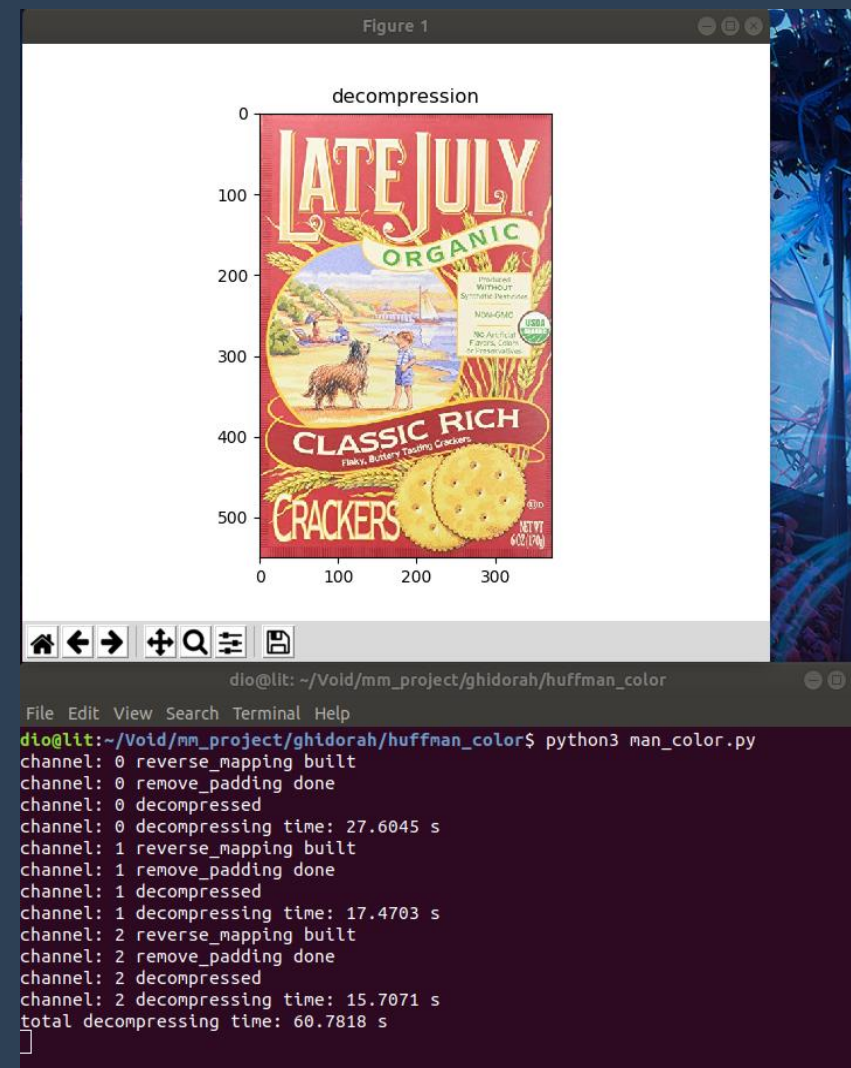 Figure 1
decompression
0
100
200
300
400
500
0 100 200 300
LATE JULY
ORGANIC
Produced
WITHOUT
Synthetic Pesticides
NON-GMO
No Artificial
Flavors, Colors
or Preservatives
USDA
ORGANIC
CLASSIC RICH
Flaky, Buttery Tasting Crackers
CRACKERS
NET WT
6 OZ (170g)
dio@lit: ~/Void/mm_project/ghidorah/huffman_color
File Edit View Search Terminal Help
dio@lit:~/Void/mm_project/ghidorah/huffman_color$ python3 man_color.py
channel: 0 reverse_mapping built
channel: 0 remove_padding done
channel: 0 decompressed
channel: 0 decompressing time: 27.6045 s
channel: 1 reverse_mapping built
channel: 1 remove_padding done
channel: 1 decompressed
channel: 1 decompressing time: 17.4703 s
channel: 2 reverse_mapping built
channel: 2 remove_padding done
channel: 2 decompressed
channel: 2 decompressing time: 15.7071 s
total decompressing time: 60.7818 s